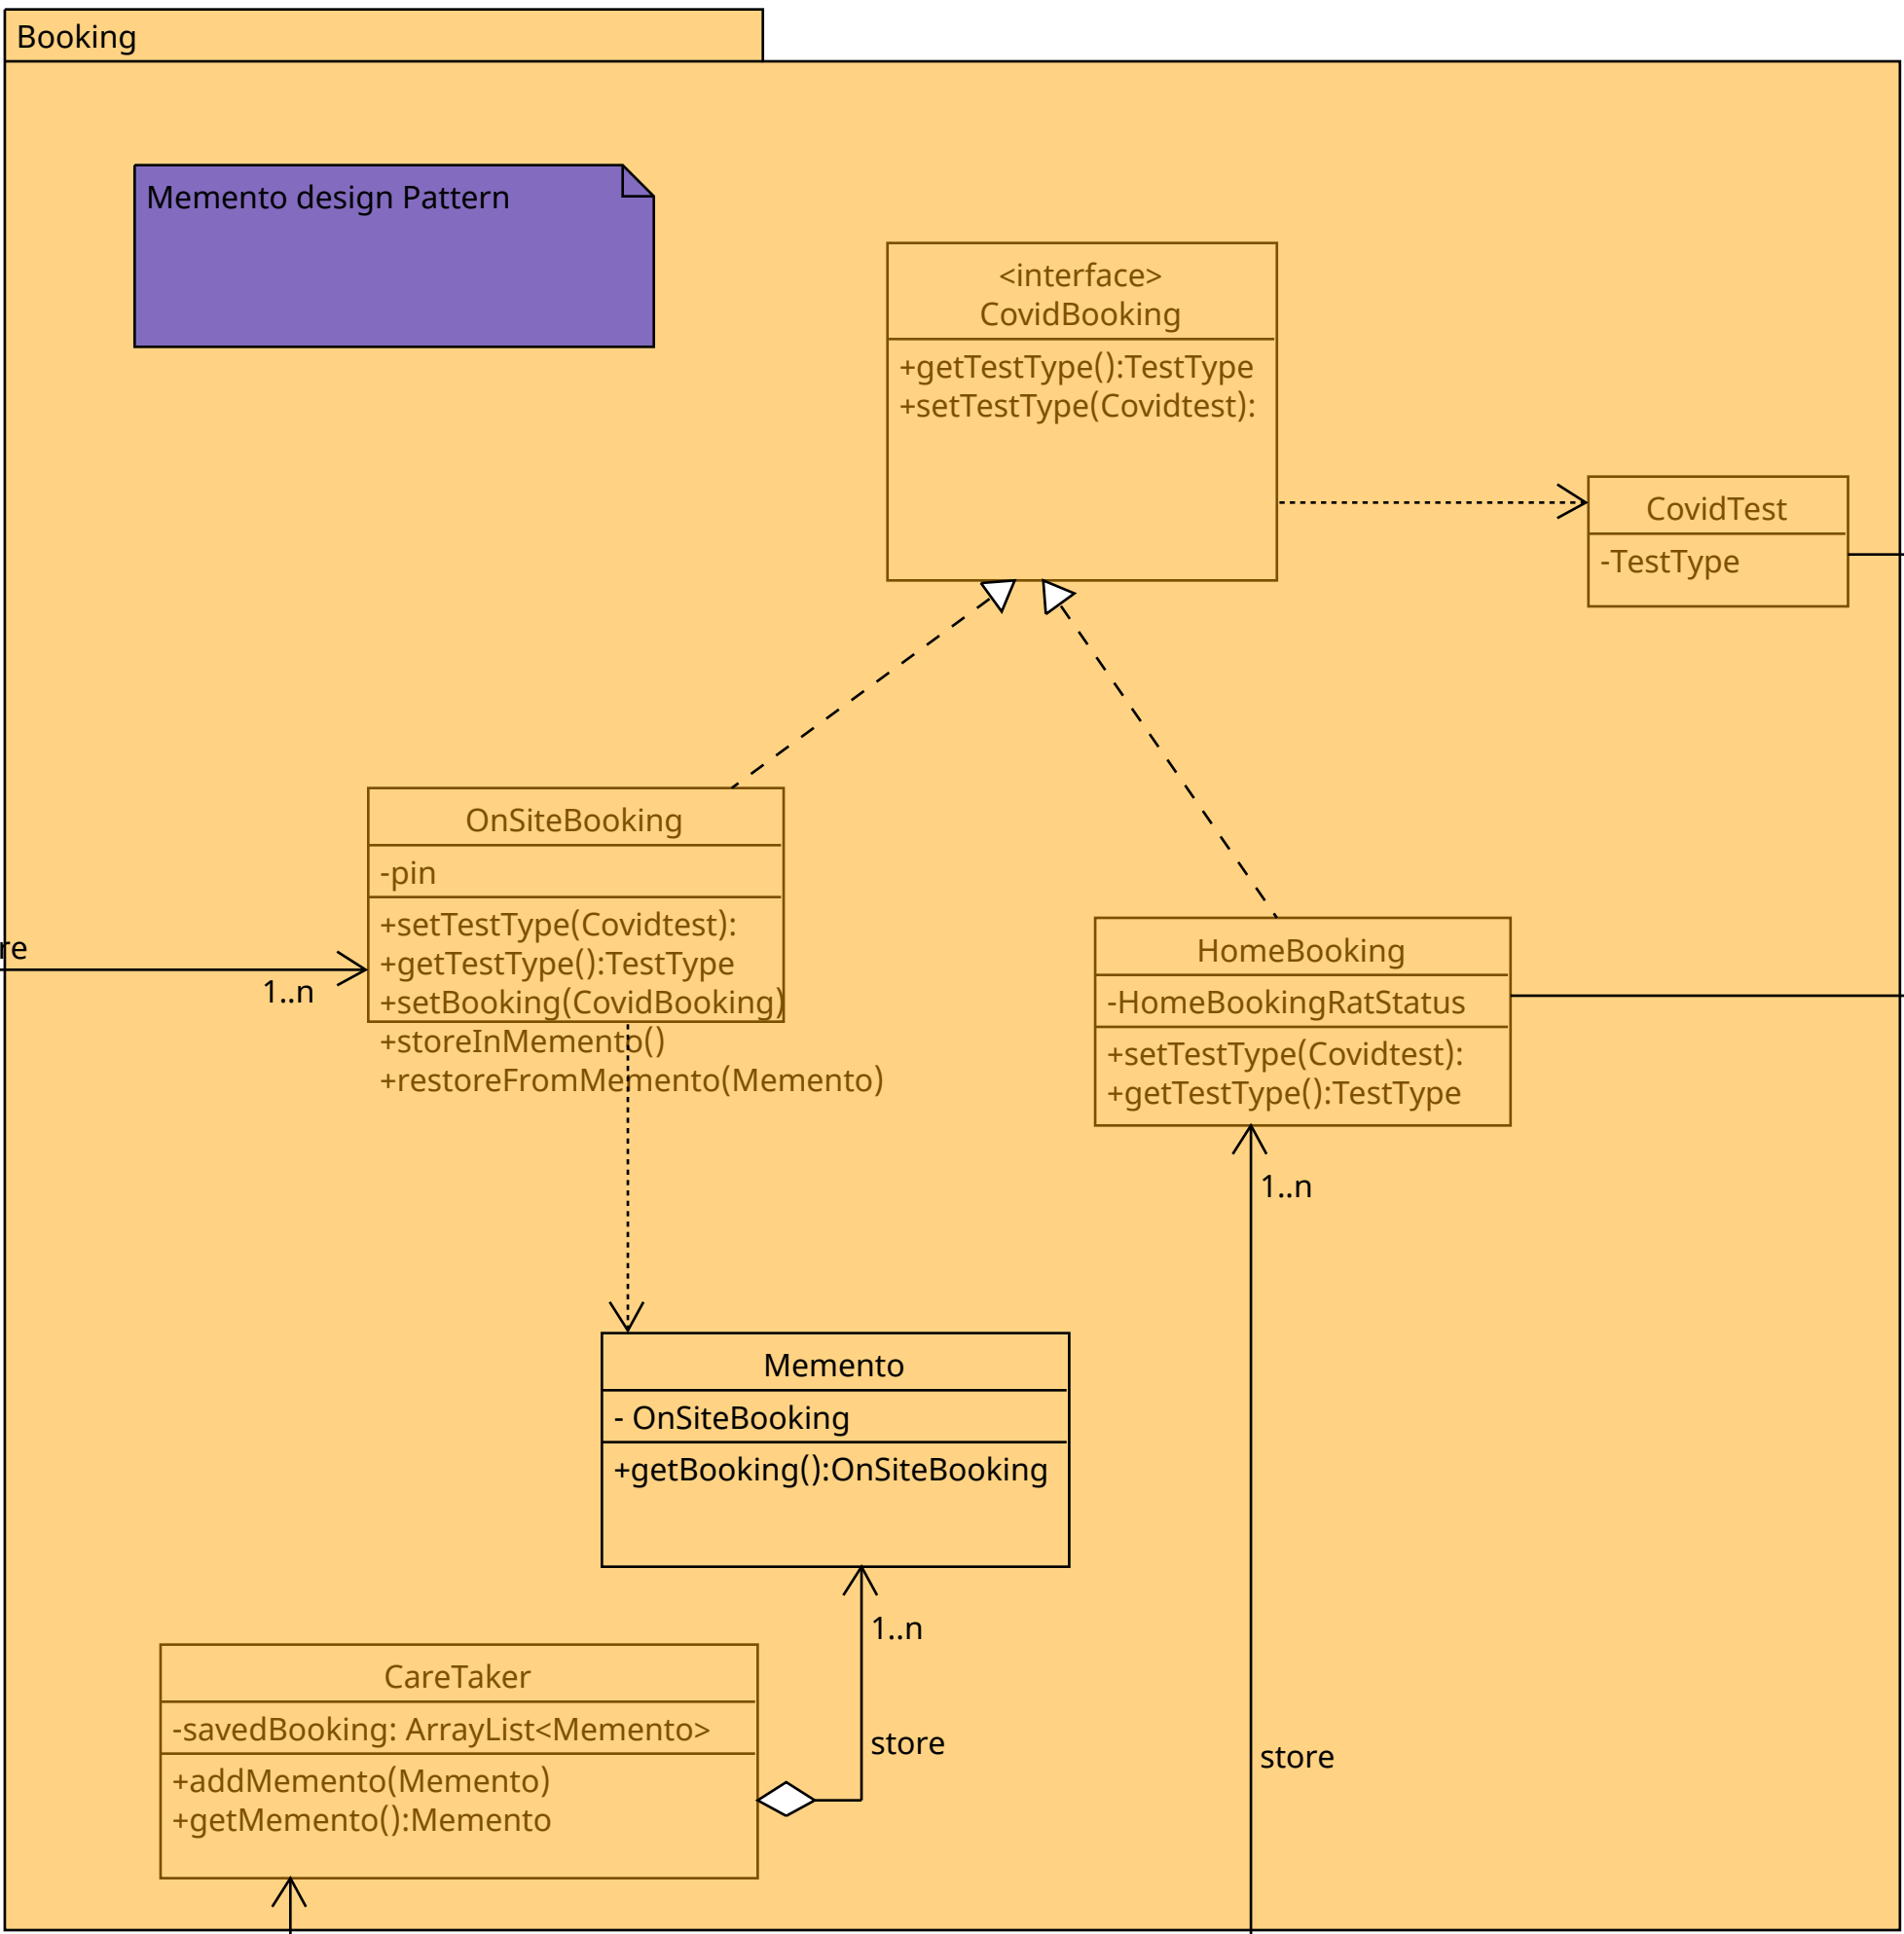 Booking
Memento design Pattern
<interface>
CovidBooking
+getTestType():TestType
+setTestType(Covidtest):
CovidTest
-TestType
OnSiteBooking
-pin
+setTestType(Covidtest):
+getTestType():TestType
+setBooking(CovidBooking)
+storeInMemento()
+restoreFromMemento(Memento)
re
1..n
HomeBooking
-HomeBookingRatStatus
+setTestType(Covidtest):
+getTestType():TestType
1..n
Memento
- OnSiteBooking
+getBooking():OnSiteBooking
1..n
store
store
CareTaker
-savedBooking: ArrayList<Memento>
+addMemento(Memento)
+getMemento():Memento